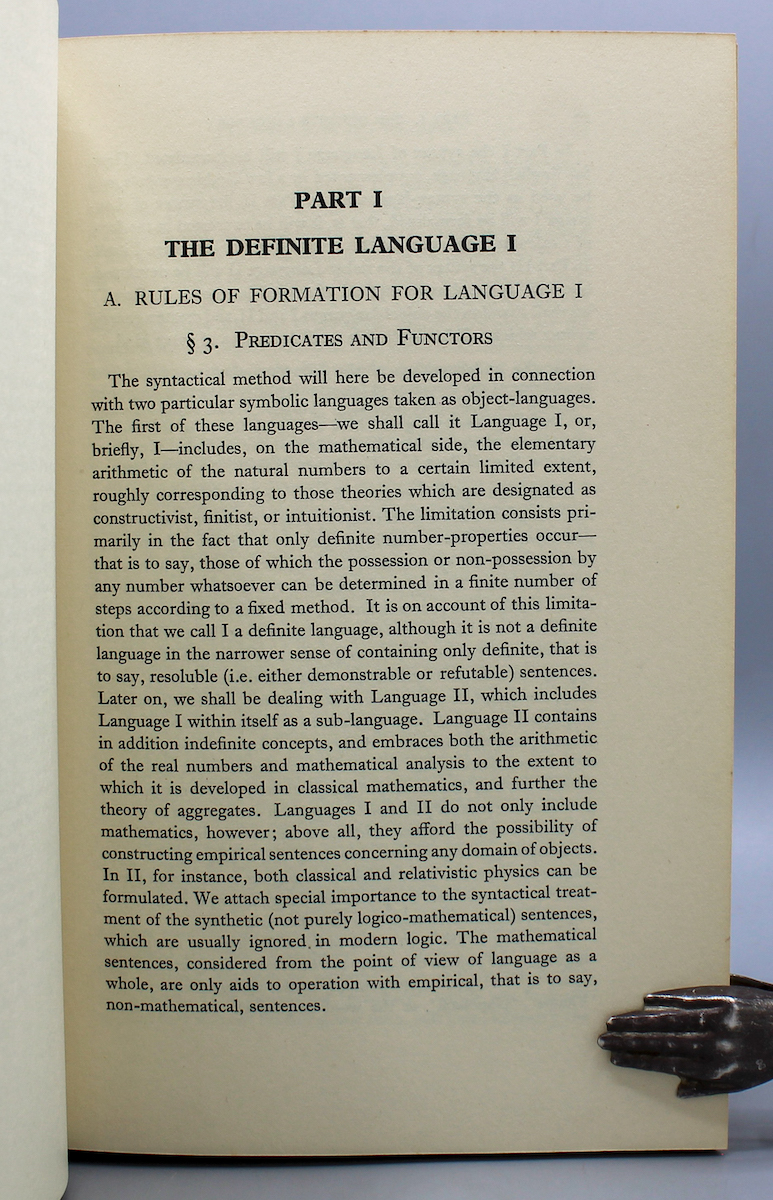 PART I
THE DEFINITE LANGUAGE I
A. RULES OF FORMATION FOR LANGUAGE I
§ 3. PREDICATES AND FUNCTORS
The syntactical method will here be developed in connection
with two particular symbolic languages taken as object-languages.
The first of these languages—we shall call it Language I, or,
briefly, I—includes, on the mathematical side, the elementary
arithmetic of the natural numbers to a certain limited extent,
roughly corresponding to those theories which are designated as
constructivist, finitist, or intuitionist. The limitation consists pri-
marily in the fact that only definite number-properties occur—
that is to say, those of which the possession or non-possession by
any number whatsoever can be determined in a finite number of
steps according to a fixed method. It is on account of this limita-
tion that we call I a definite language, although it is not a definite
language in the narrower sense of containing only definite, that is
to say, resoluble (i.e. either demonstrable or refutable) sentences.
Later on, we shall be dealing with Language II, which includes
Language I within itself as a sub-language. Language II contains
in addition indefinite concepts, and embraces both the arithmetic
of the real numbers and mathematical analysis to the extent to
which it is developed in classical mathematics, and further the
theory of aggregates. Languages I and II do not only include
mathematics, however; above all, they afford the possibility of
constructing empirical sentences concerning any domain of objects.
In II, for instance, both classical and relativistic physics can be
formulated. We attach special importance to the syntactical treat-
ment of the synthetic (not purely logico-mathematical) sentences,
which are usually ignored in modern logic. The mathematical
sentences, considered from the point of view of language as a
whole, are only aids to operation with empirical, that is to say,
non-mathematical, sentences.